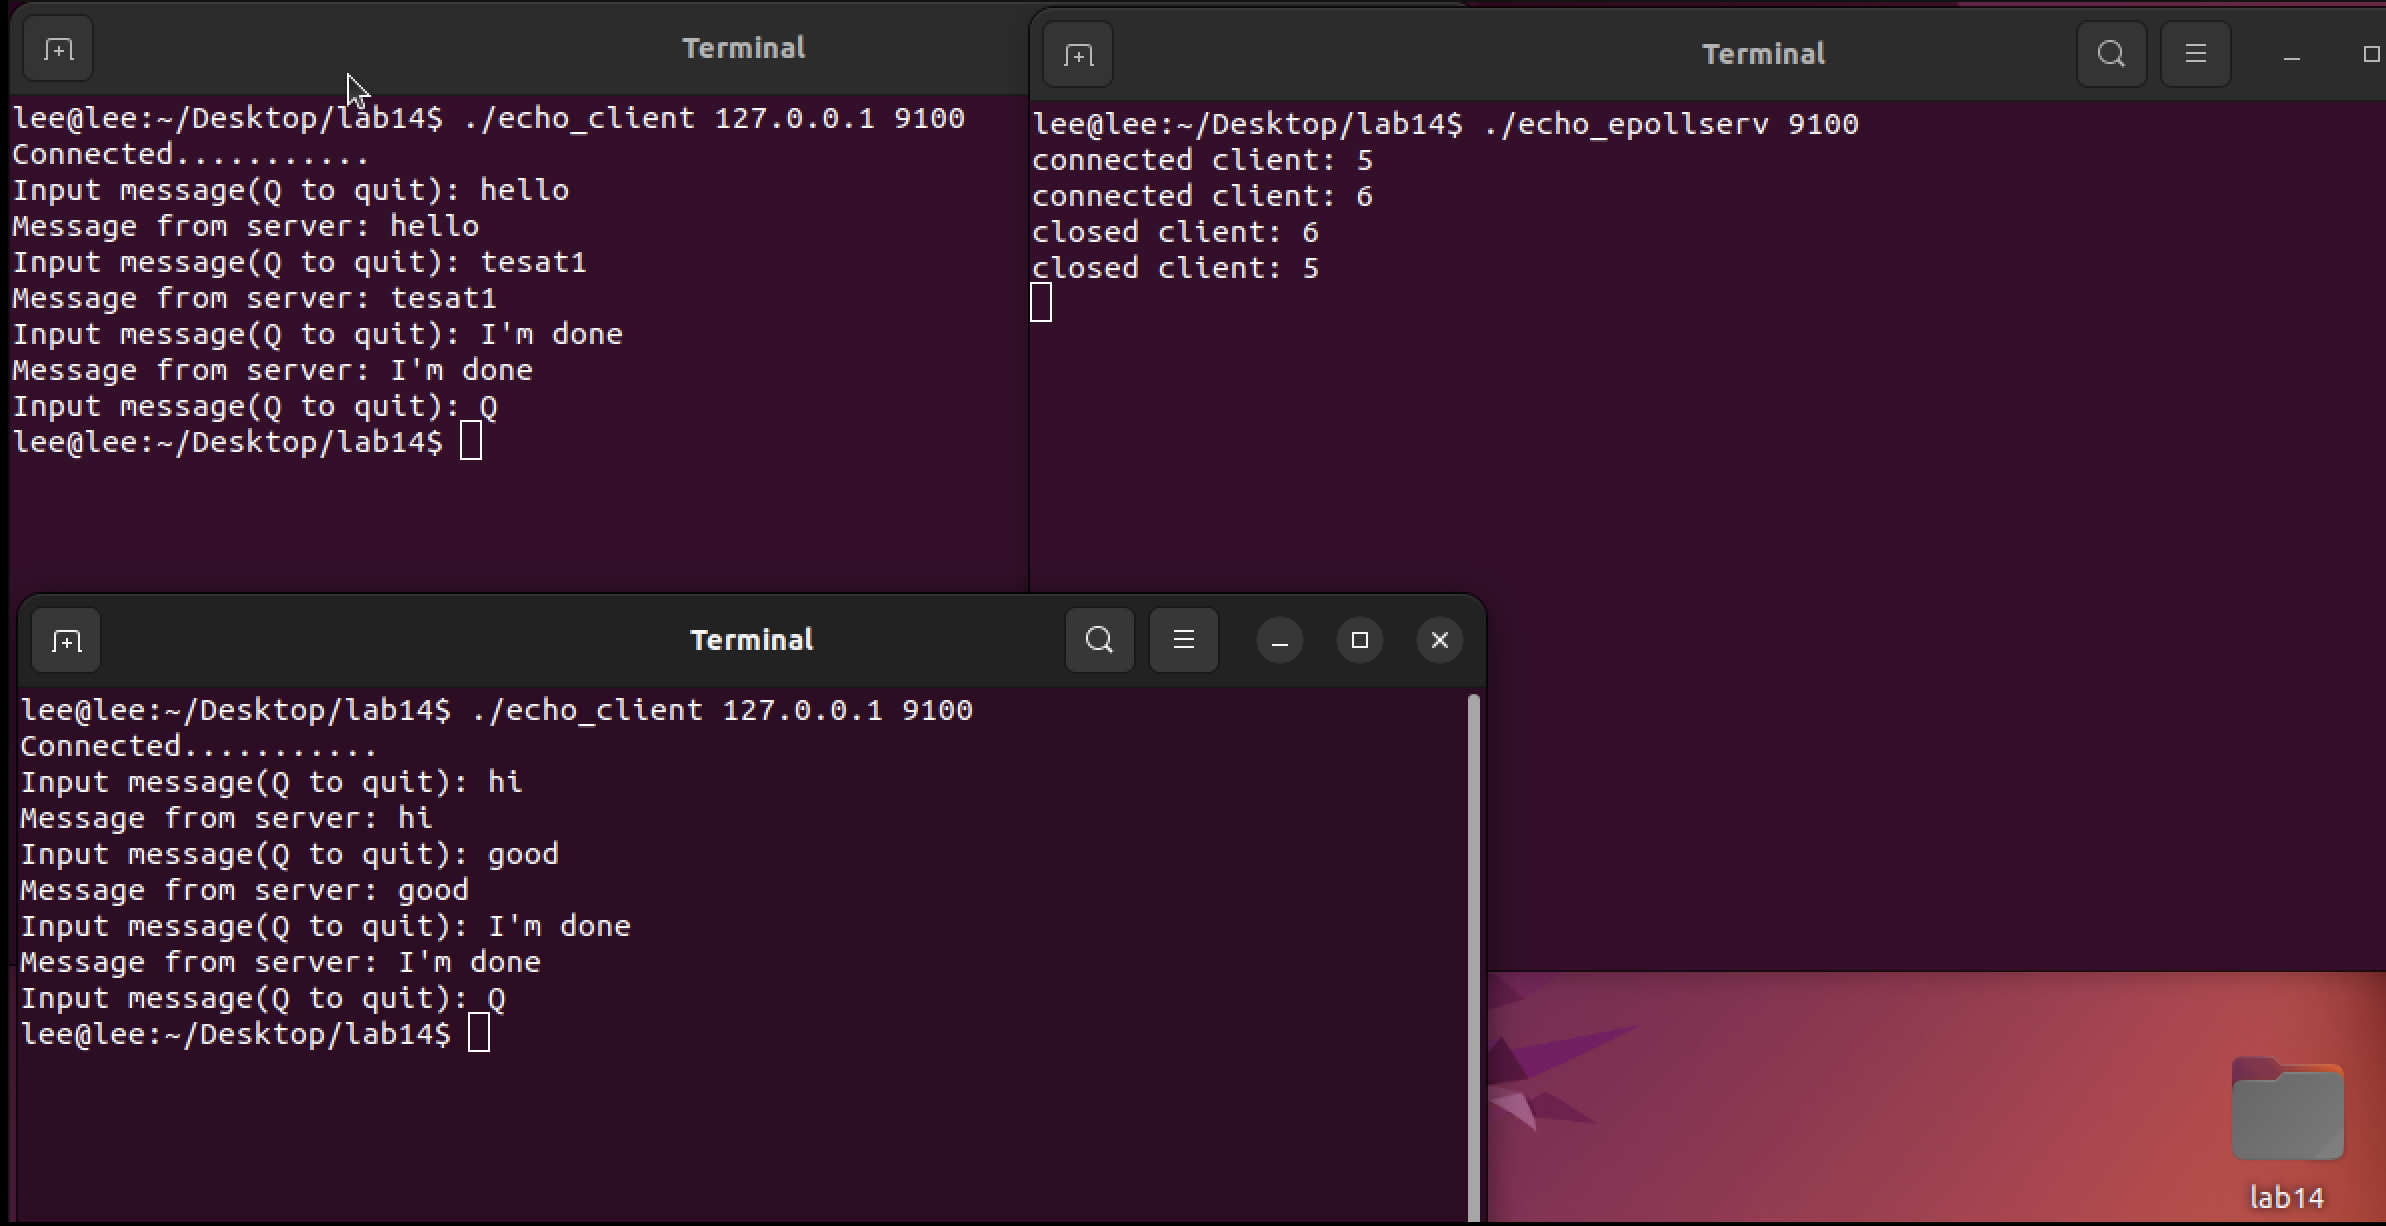 Terminal
lee@lee:~/Desktop/lab14$ ./echo_client 127.0.0.1 9100
Connected...........
Input message(Q to quit): hello
Message from server: hello
Input message(Q to quit): tesat1
Message from server: tesat1
Input message(Q to quit): I'm done
Message from server: I'm done
Input message(Q to quit): Q
lee@lee:~/Desktop/lab14$
Terminal
lee@lee:~/Desktop/lab14$ ./echo_epollserv 9100
connected client: 5
connected client: 6
closed client: 6
closed client: 5
Terminal
lee@lee:~/Desktop/lab14$ ./echo_client 127.0.0.1 9100
Connected...........
Input message(Q to quit): hi
Message from server: hi
Input message(Q to quit): good
Message from server: good
Input message(Q to quit): I'm done
Message from server: I'm done
Input message(Q to quit): Q
lee@lee:~/Desktop/lab14$
lab14